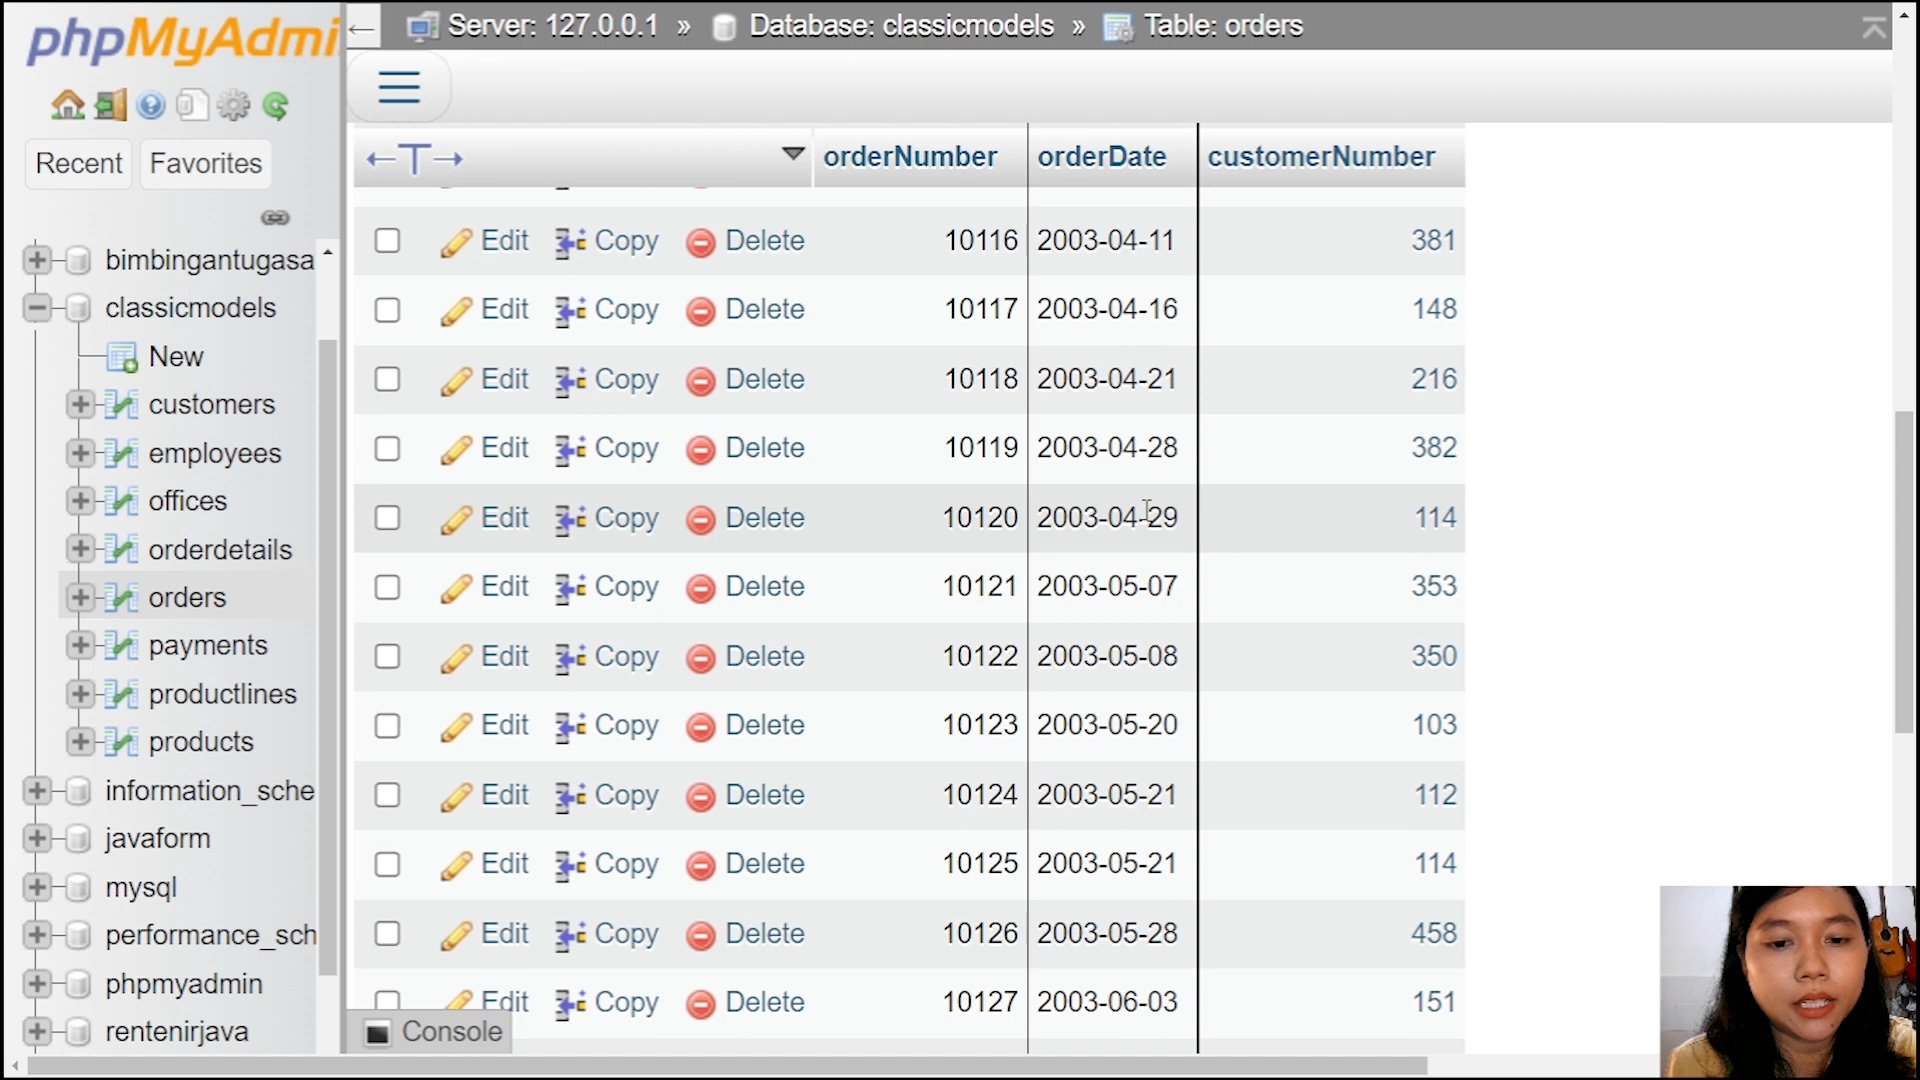 phpMyAdmi
Server: 127.0.0.1 » Database: classicmodels » Table: orders
Recent Favorites
bimbingantugasa
classicmodels
New
customers
employees
offices
orderdetails
orders
payments
productlines
products
information_sche
javaform
mysql
performance_sch
phpmyadmin
rentenirjava
←T→ orderNumber orderDate customerNumber
Edit Copy Delete 10116 2003-04-11 381
Edit Copy Delete 10117 2003-04-16 148
Edit Copy Delete 10118 2003-04-21 216
Edit Copy Delete 10119 2003-04-28 382
Edit Copy Delete 10120 2003-04-29 114
Edit Copy Delete 10121 2003-05-07 353
Edit Copy Delete 10122 2003-05-08 350
Edit Copy Delete 10123 2003-05-20 103
Edit Copy Delete 10124 2003-05-21 112
Edit Copy Delete 10125 2003-05-21 114
Edit Copy Delete 10126 2003-05-28 458
Edit Copy Delete 10127 2003-06-03 151
Console